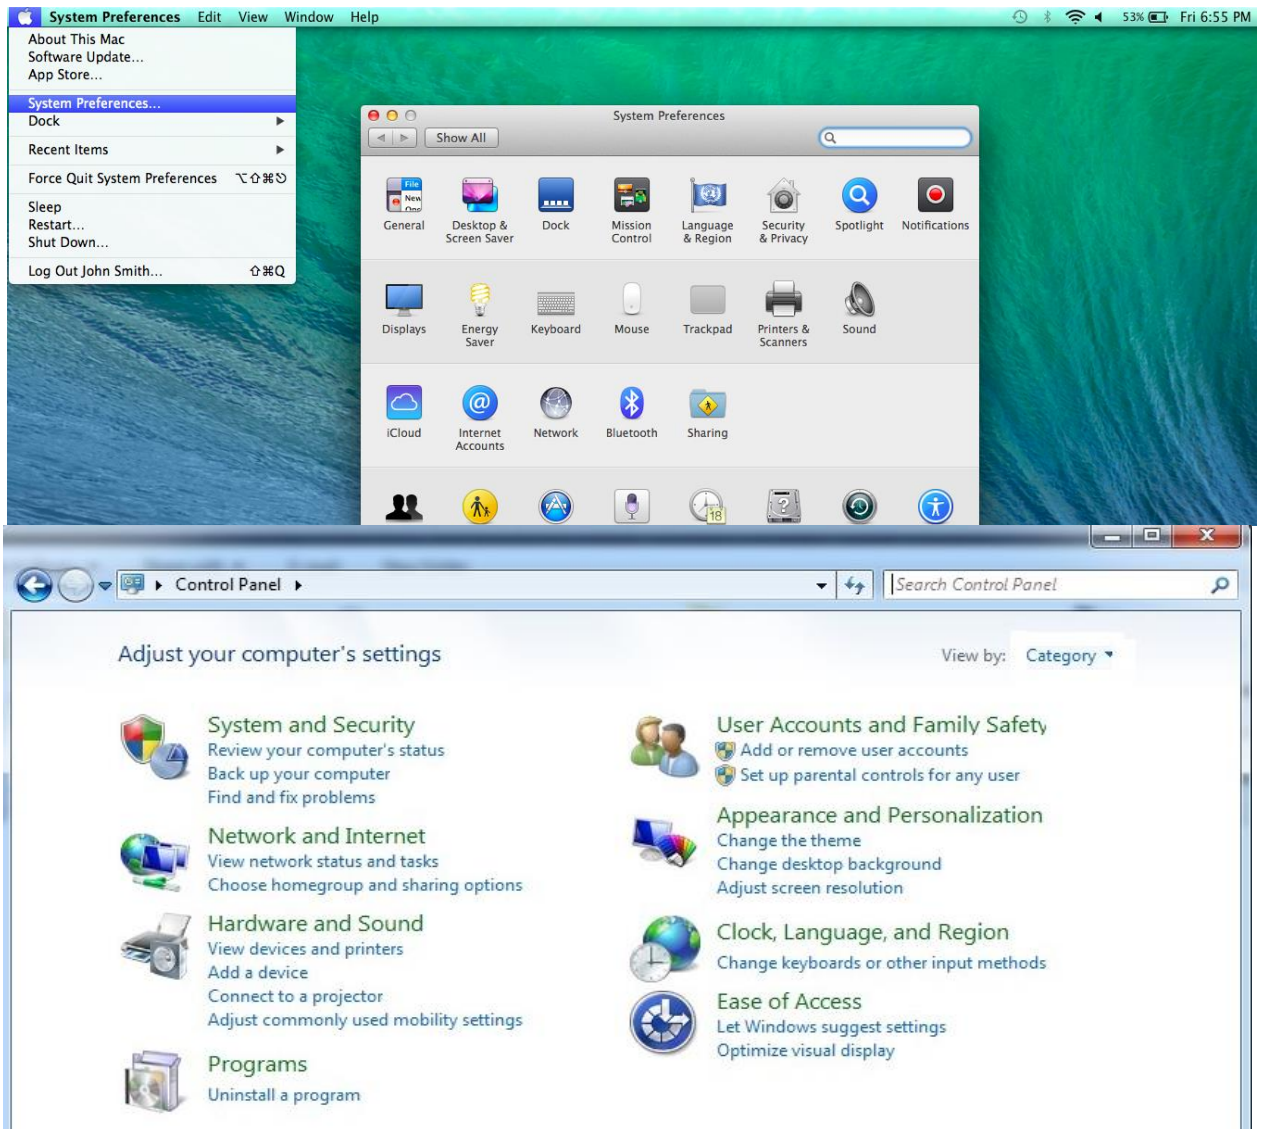 System Preferences Edit View Window Help 53% Fri 6:55 PM
About This Mac
Software Update...
App Store...
System Preferences...
Dock
Recent Items
Force Quit System Preferences ⌥⇧⌘⎋
Sleep
Restart...
Shut Down...
Log Out John Smith... ⇧⌘Q
System Preferences
Show All
File
New
General
Desktop &
Screen Saver
Dock
Mission
Control
Language
& Region
Security
& Privacy
Spotlight
Notifications
Displays
Energy
Saver
Keyboard
Mouse
Trackpad
Printers &
Scanners
Sound
iCloud
Internet
Accounts
Network
Bluetooth
Sharing
18
Control Panel
Search Control Panel
Adjust your computer's settings
View by: Category
System and Security
Review your computer's status
Back up your computer
Find and fix problems
Network and Internet
View network status and tasks
Choose homegroup and sharing options
Hardware and Sound
View devices and printers
Add a device
Connect to a projector
Adjust commonly used mobility settings
Programs
Uninstall a program
User Accounts and Family Safety
Add or remove user accounts
Set up parental controls for any user
Appearance and Personalization
Change the theme
Change desktop background
Adjust screen resolution
Clock, Language, and Region
Change keyboards or other input methods
Ease of Access
Let Windows suggest settings
Optimize visual display